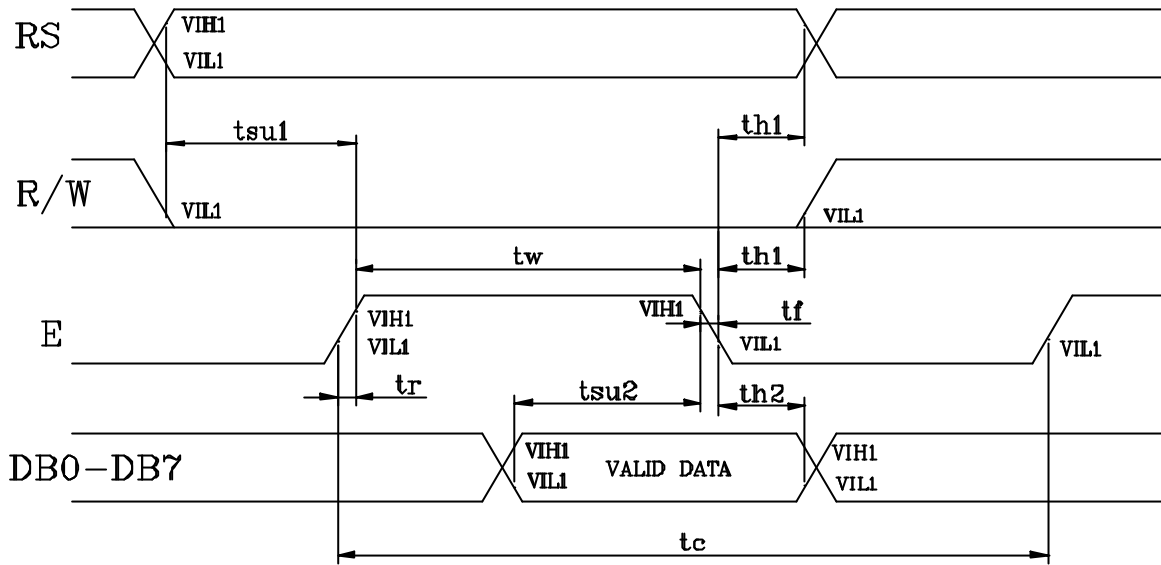 RS
VIH1
VIL1
tsu1
th1
R/W
VIL1
VIL1
tw
th1
E
VIH1
VIL1
VIH1
tf
VIL1
VIL1
tr
tsu2
th2
DB0-DB7
VIH1
VIL1
VALID DATA
VIH1
VIL1
tc